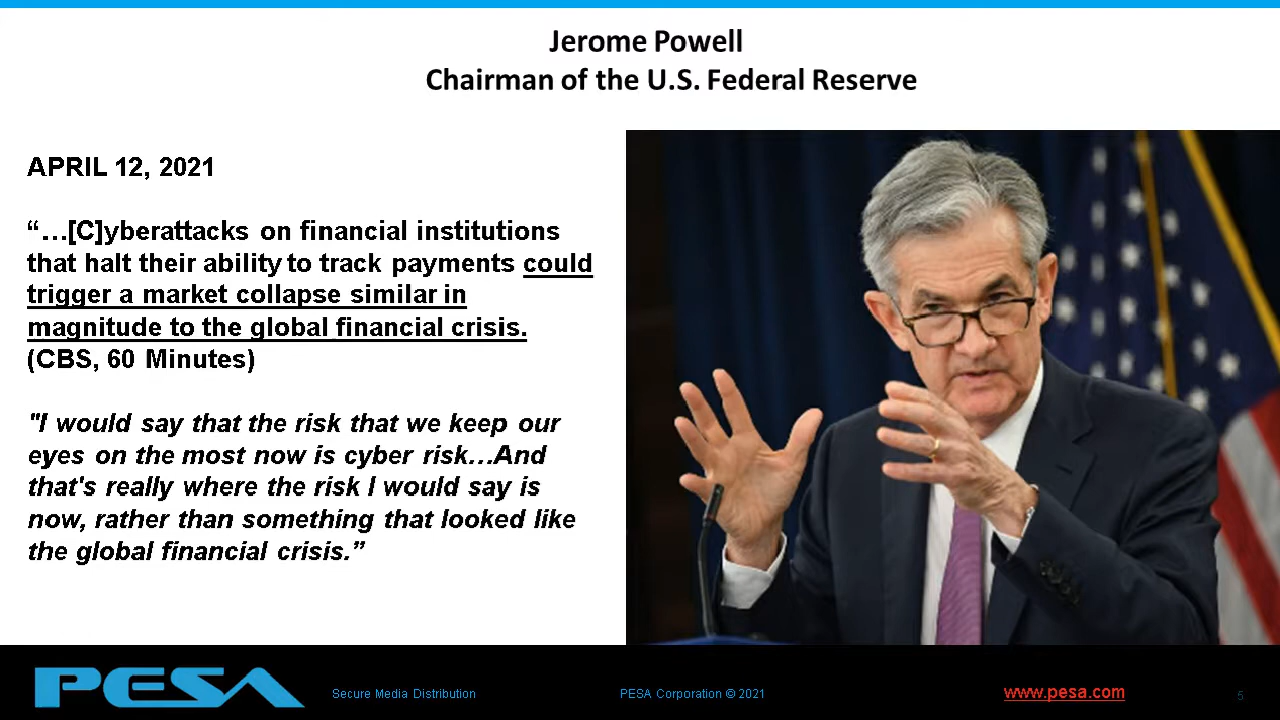 Jerome Powell
Chairman of the U.S. Federal Reserve
APRIL 12, 2021
“…[C]yberattacks on financial institutions
that halt their ability to track payments could
trigger a market collapse similar in
magnitude to the global financial crisis.
(CBS, 60 Minutes)
"I would say that the risk that we keep our
eyes on the most now is cyber risk…And
that's really where the risk I would say is
now, rather than something that looked like
the global financial crisis.”
PESA
Secure Media Distribution
PESA Corporation © 2021
www.pesa.com
5